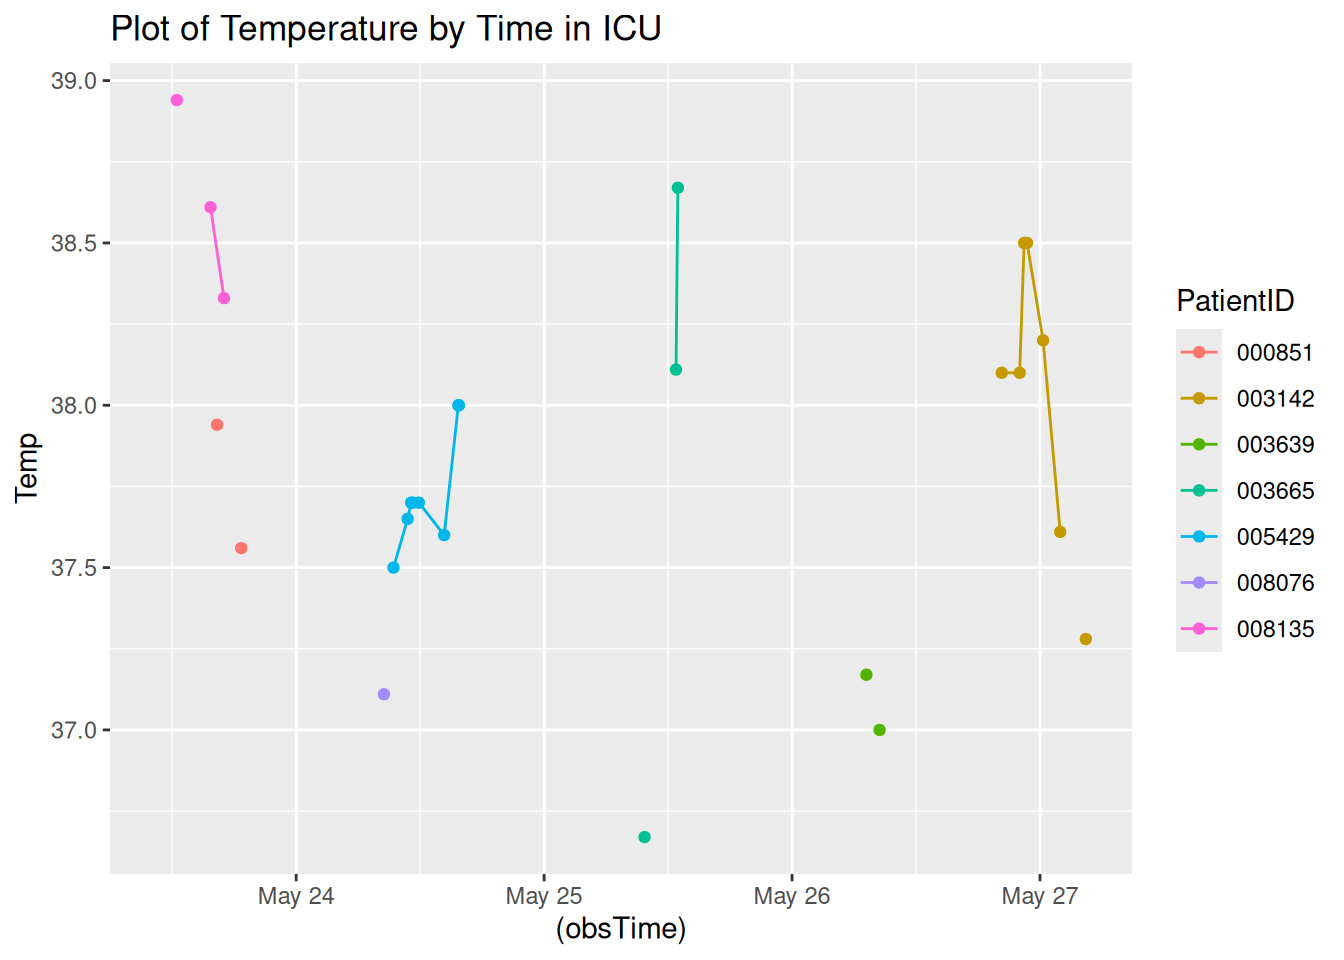 Plot of Temperature by Time in ICU
39.0
38.5
38.0
37.5
37.0
Temp
May 24
May 25
May 26
May 27
(obsTime)
PatientID
000851
003142
003639
003665
005429
008076
008135